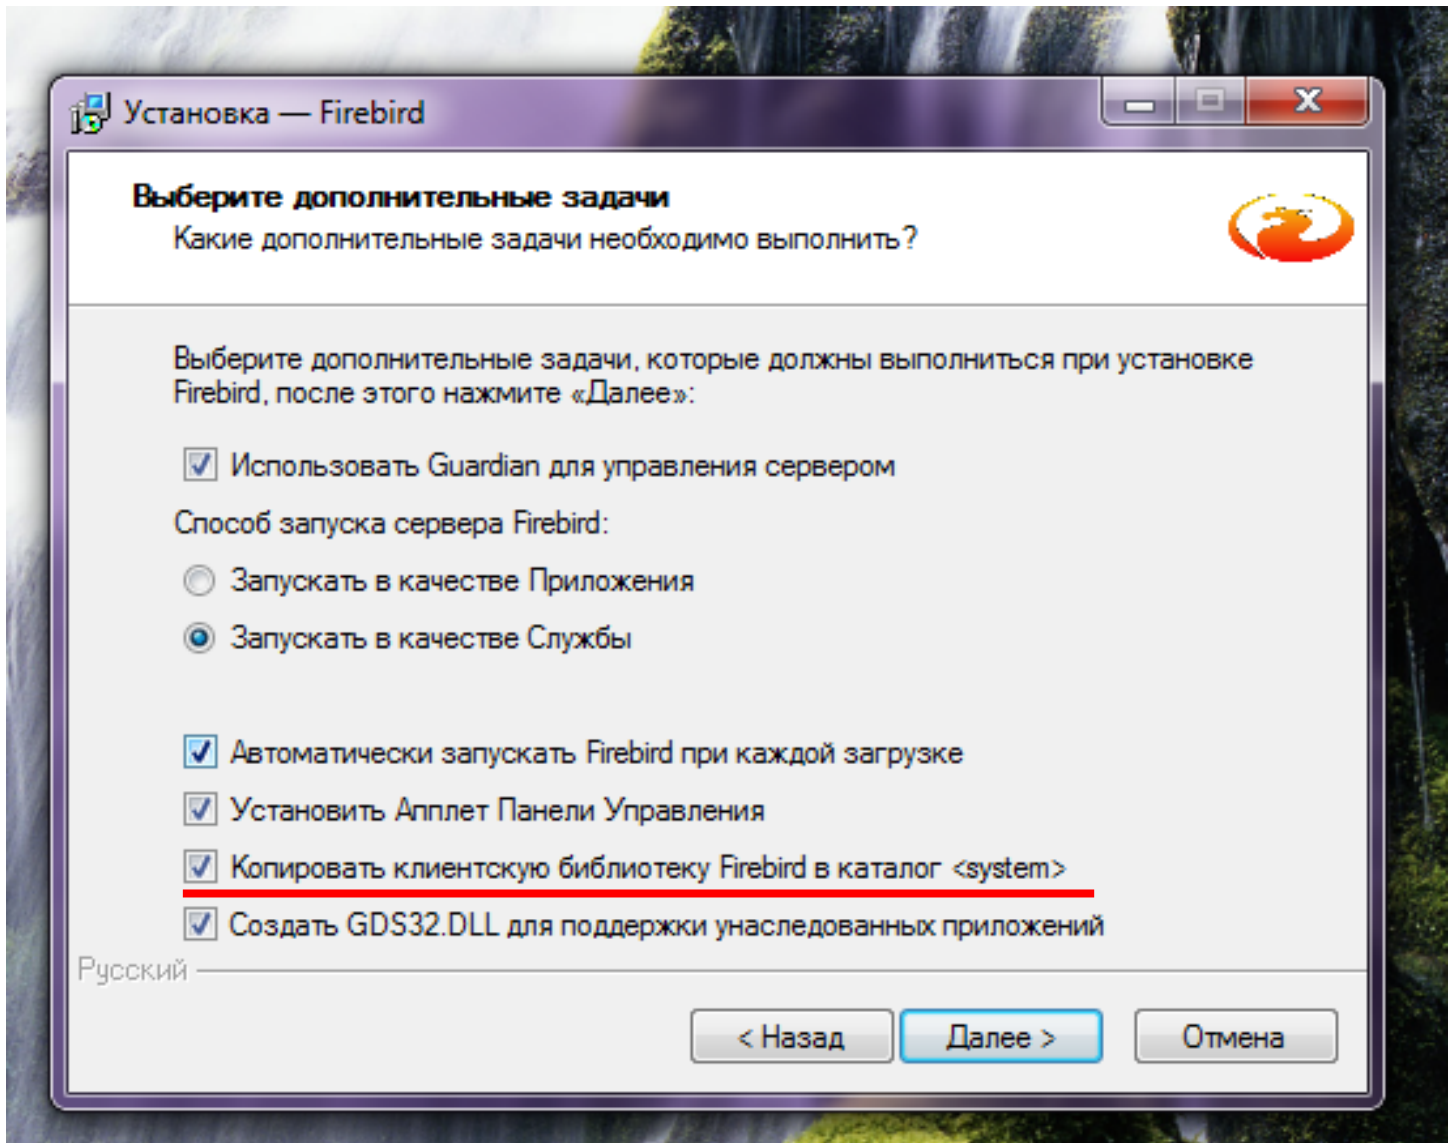 Установка — Firebird
Выберите дополнительные задачи
Какие дополнительные задачи необходимо выполнить?
Выберите дополнительные задачи, которые должны выполниться при установке
Firebird, после этого нажмите «Далее»:
Использовать Guardian для управления сервером
Способ запуска сервера Firebird:
Запускать в качестве Приложения
Запускать в качестве Службы
Автоматически запускать Firebird при каждой загрузке
Установить Апплет Панели Управления
Копировать клиентскую библиотеку Firebird в каталог <system>
Создать GDS32.DLL для поддержки унаследованных приложений
Русский
< Назад
Далее >
Отмена